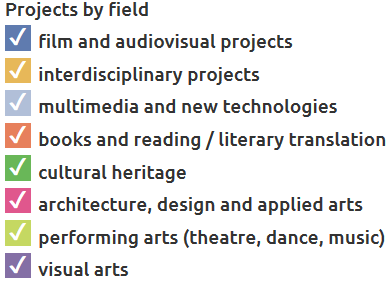 Projects by field
film and audiovisual projects
interdisciplinary projects
multimedia and new technologies
books and reading / literary translation
cultural heritage
architecture, design and applied arts
performing arts (theatre, dance, music)
visual arts